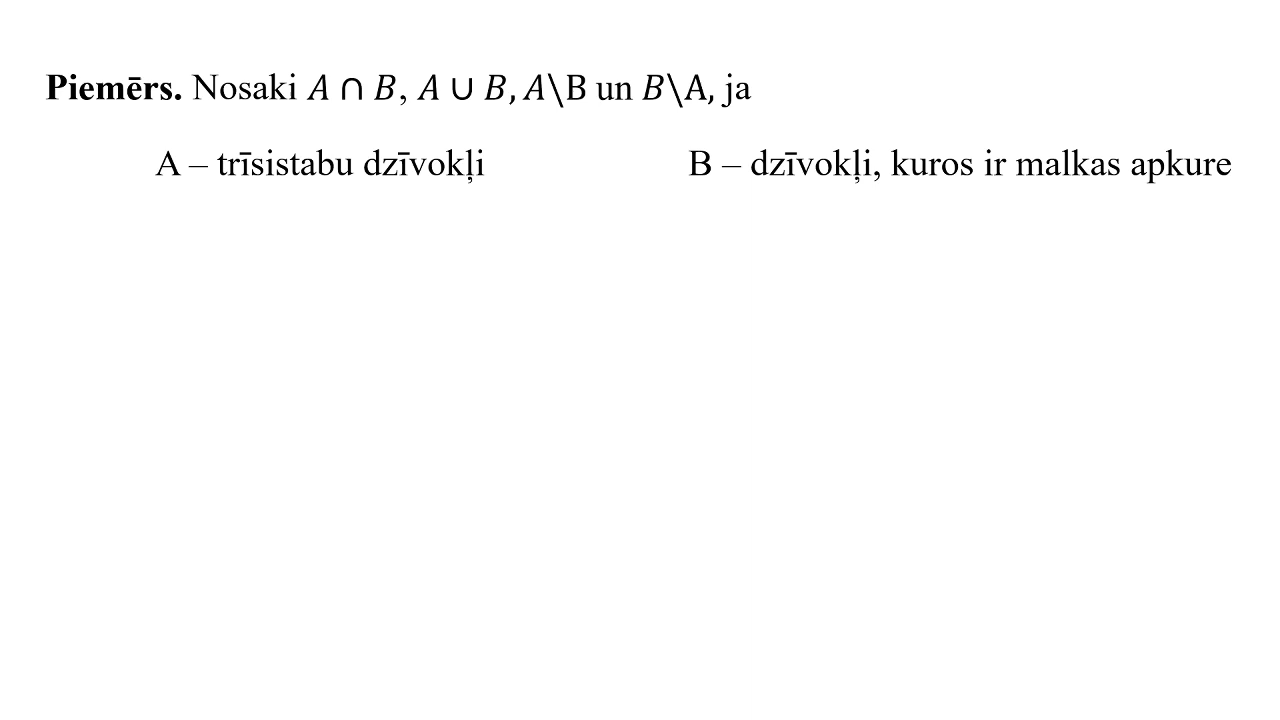 Piemērs. Nosaki A ∩ B, A ∪ B, A\B un B\A, ja
A – trīsistabu dzīvokļi B – dzīvokļi, kuros ir malkas apkure